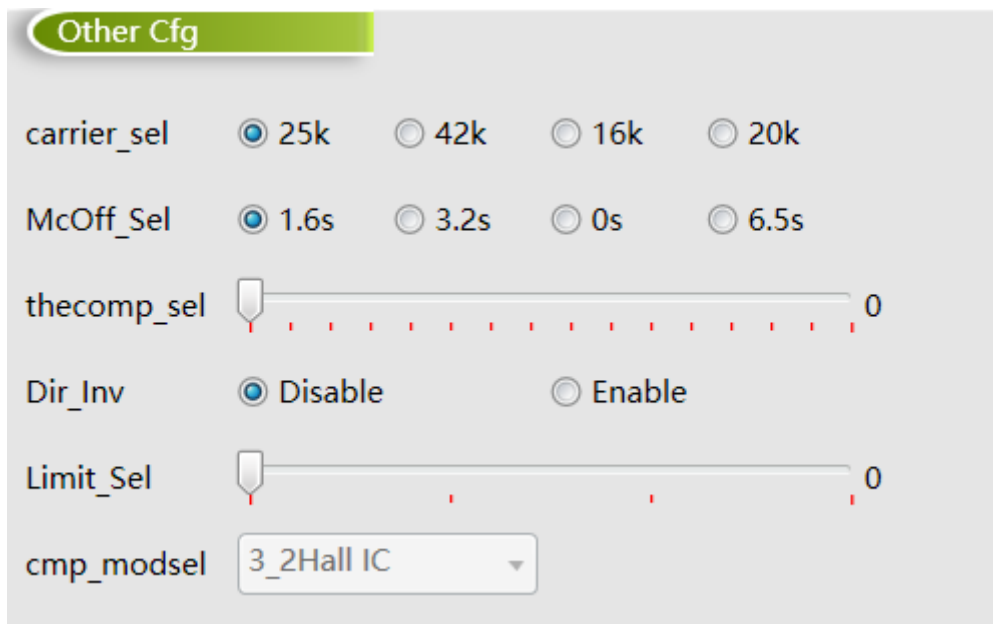 Other Cfg
carrier_sel 25k 42k 16k 20k
McOff_Sel 1.6s 3.2s 0s 6.5s
thecomp_sel 0
Dir_Inv Disable Enable
Limit_Sel 0
cmp_modsel 3_2Hall IC